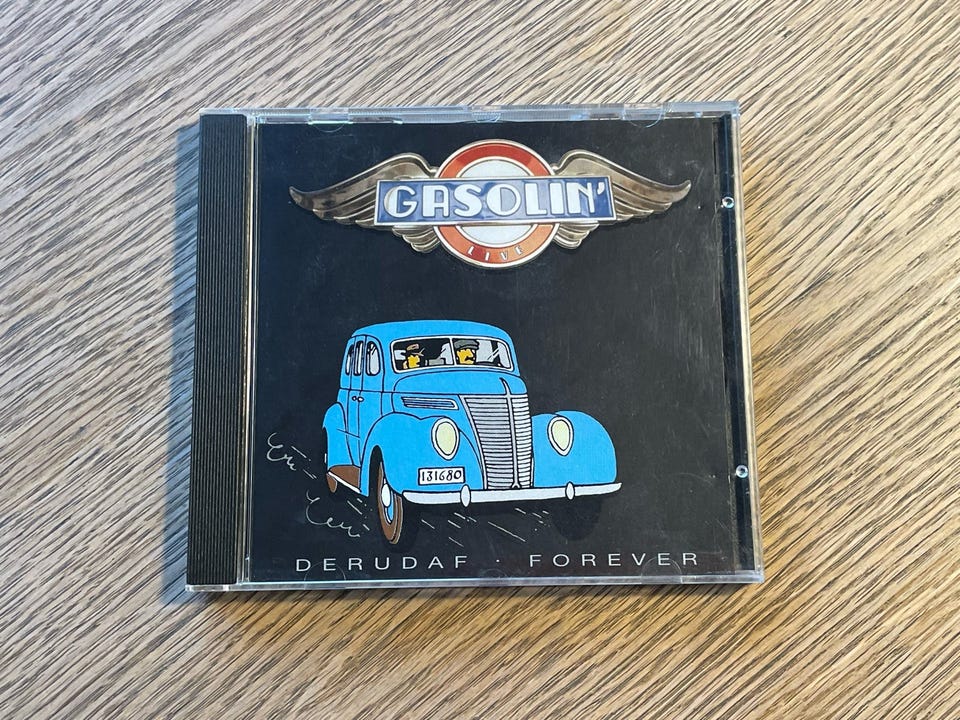 GASOLIN'
LIVE
131680
DERUDAF · FOREVER